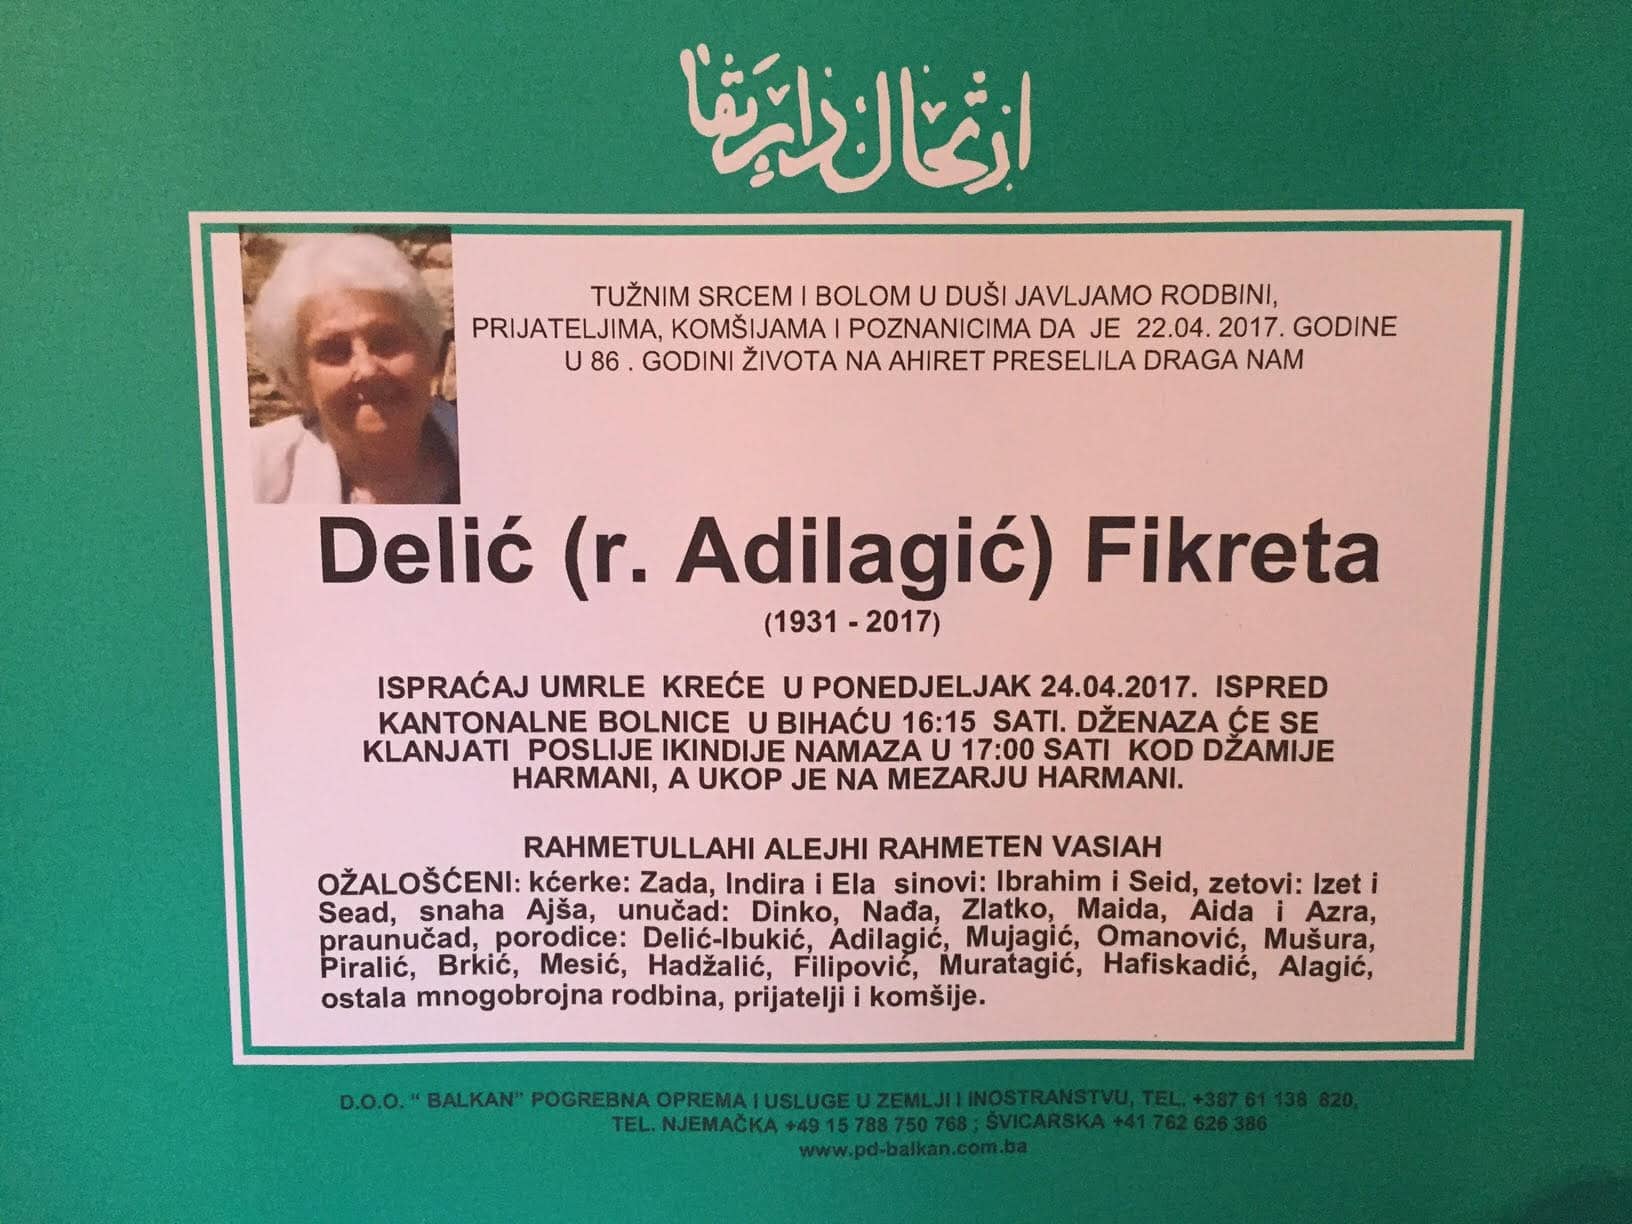 ارتحال دار بقا
TUŽNIM SRCEM I BOLOM U DUŠI JAVLJAMO RODBINI,
PRIJATELJIMA, KOMŠIJAMA I POZNANICIMA DA JE 22.04. 2017. GODINE
U 86 . GODINI ŽIVOTA NA AHIRET PRESELILA DRAGA NAM
Delić (r. Adilagić) Fikreta
(1931 - 2017)
ISPRAĆAJ UMRLE KREĆE U PONEDJELJAK 24.04.2017. ISPRED
KANTONALNE BOLNICE U BIHAĆU 16:15 SATI. DŽENAZA ĆE SE
KLANJATI POSLIJE IKINDIJE NAMAZA U 17:00 SATI KOD DŽAMIJE
HARMANI, A UKOP JE NA MEZARJU HARMANI.
RAHMETULLAHI ALEJHI RAHMETEN VASIAH
OŽALOŠĆENI: kćerke: Zada, Indira i Ela sinovi: Ibrahim i Seid, zetovi: Izet i
Sead, snaha Ajša, unučad: Dinko, Nađa, Zlatko, Maida, Aida i Azra,
praunučad, porodice: Delić-Ibukić, Adilagić, Mujagić, Omanović, Mušura,
Piralić, Brkić, Mesić, Hadžalić, Filipović, Muratagić, Hafiskadić, Alagić,
ostala mnogobrojna rodbina, prijatelji i komšije.
D.O.O. “ BALKAN” POGREBNA OPREMA I USLUGE U ZEMLJI I INOSTRANSTVU, TEL. +387 61 138 820,
TEL. NJEMAČKA +49 15 788 750 768 ; ŠVICARSKA +41 762 626 386
www.pd-balkan.com.ba